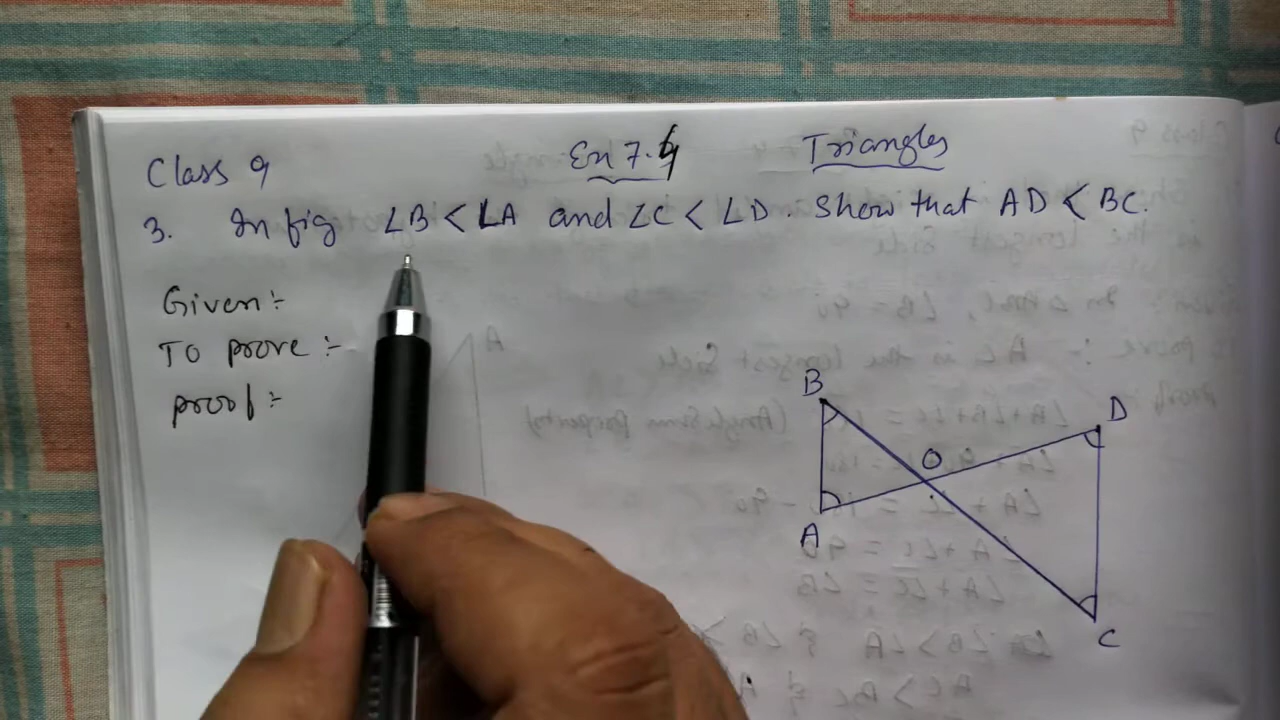 Class 9 Ex 7.4 Triangles
3. In fig ∠B < ∠A and ∠C < ∠D. Show that AD < BC.
Given:-
To prove:-
proof:-
B
D
O
A
C